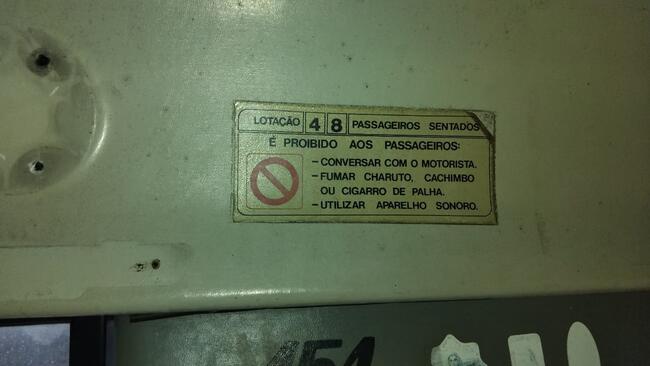 LOTAÇÃO 4 8 PASSAGEIROS SENTADOS
É PROIBIDO AOS PASSAGEIROS:
- CONVERSAR COM O MOTORISTA.
- FUMAR CHARUTO, CACHIMBO
OU CIGARRO DE PALHA.
- UTILIZAR APARELHO SONORO.